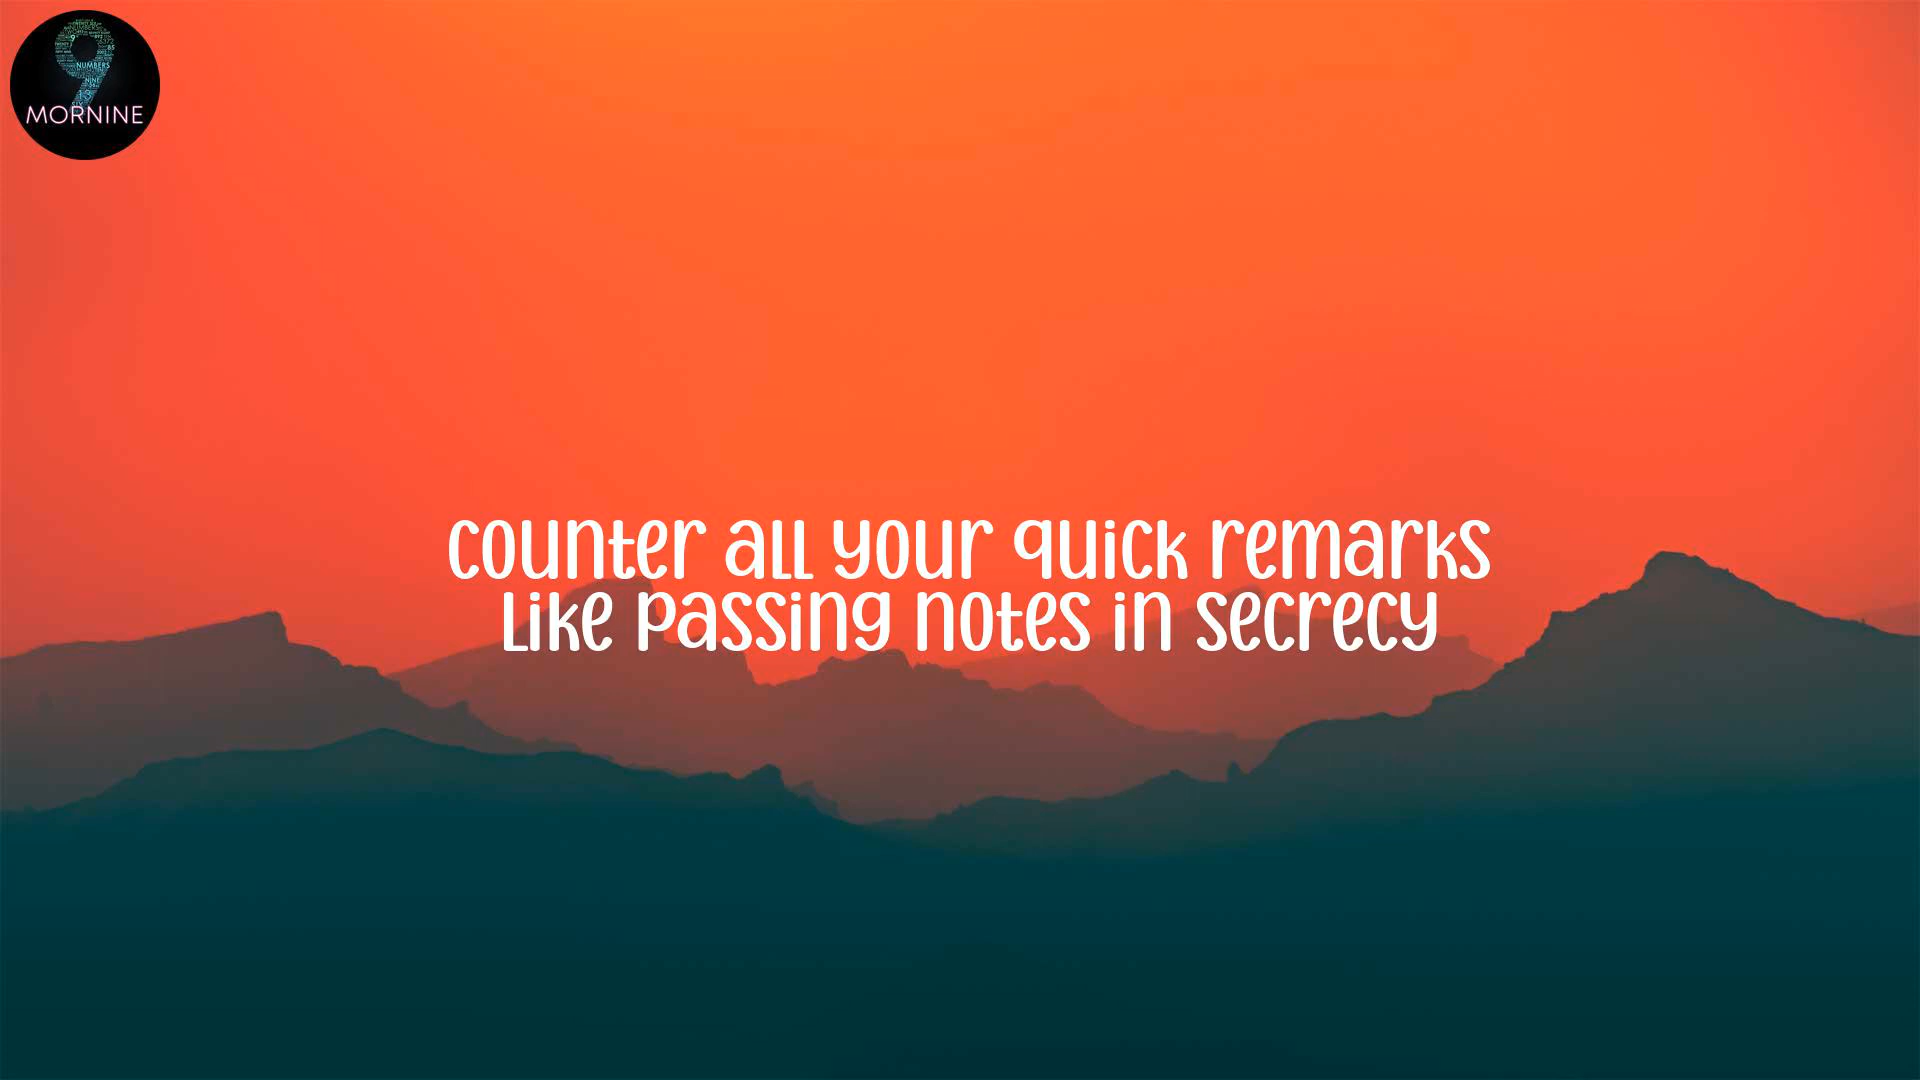 MORNINE
counter all your quick remarks
like passing notes in secrecy